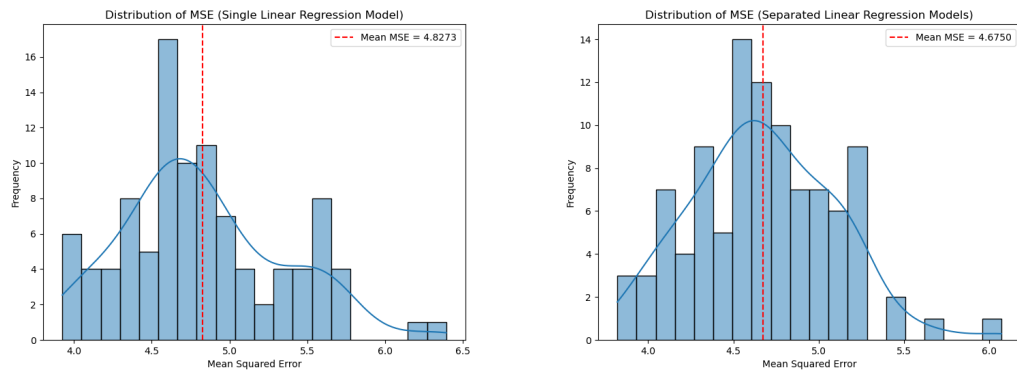 Distribution of MSE (Single Linear Regression Model)
Mean MSE = 4.8273
Frequency
16
14
12
10
8
6
4
2
0
4.0 4.5 5.0 5.5 6.0 6.5
Mean Squared Error
Distribution of MSE (Separated Linear Regression Models)
Mean MSE = 4.6750
Frequency
14
12
10
8
6
4
2
0
4.0 4.5 5.0 5.5 6.0
Mean Squared Error